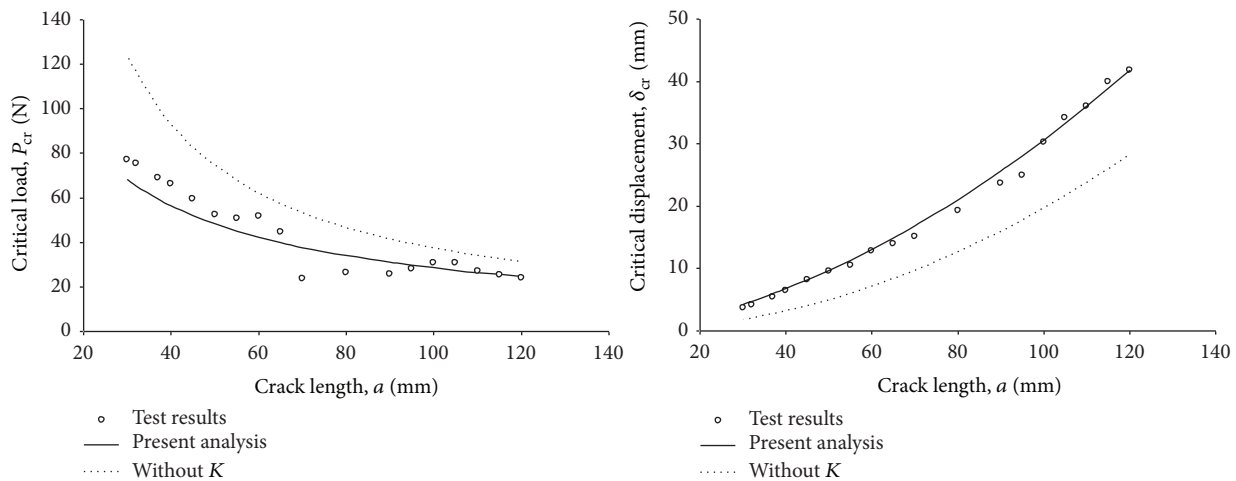 140
120
100
80
60
40
20
0
Critical load, P_cr (N)
20 40 60 80 100 120 140
Crack length, a (mm)
Test results
Present analysis
Without K
50
40
30
20
10
0
Critical displacement, δ_cr (mm)
20 40 60 80 100 120 140
Crack length, a (mm)
Test results
Present analysis
Without K